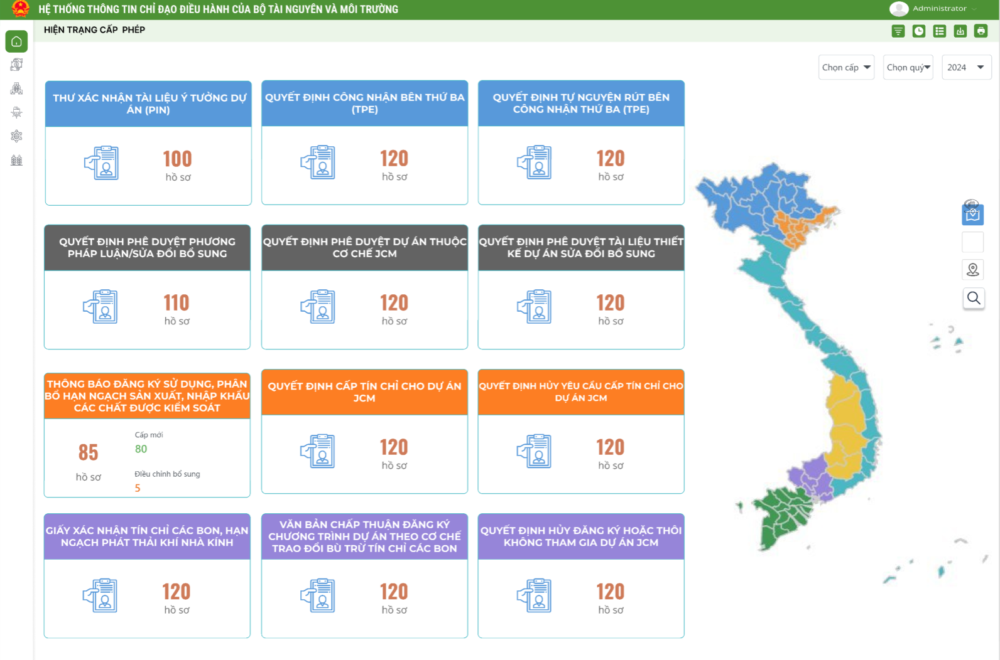 HỆ THỐNG THÔNG TIN CHỈ ĐẠO ĐIỀU HÀNH CỦA BỘ TÀI NGUYÊN VÀ MÔI TRƯỜNG
Administrator
HIỆN TRẠNG CẤP PHÉP
Chọn cấp
Chọn quý
2024
THƯ XÁC NHẬN TÀI LIỆU Ý TƯỞNG DỰ
ÁN (PIN)
100
hồ sơ
QUYẾT ĐỊNH CÔNG NHẬN BÊN THỨ BA
(TPE)
120
hồ sơ
QUYẾT ĐỊNH TỰ NGUYỆN RÚT BÊN
CÔNG NHẬN THỨ BA (TPE)
120
hồ sơ
QUYẾT ĐỊNH PHÊ DUYỆT PHƯƠNG
PHÁP LUẬN/SỬA ĐỔI BỔ SUNG
110
hồ sơ
QUYẾT ĐỊNH PHÊ DUYỆT DỰ ÁN THUỘC
CƠ CHẾ JCM
120
hồ sơ
QUYẾT ĐỊNH PHÊ DUYỆT TÀI LIỆU THIẾT
KẾ DỰ ÁN SỬA ĐỔI BỔ SUNG
120
hồ sơ
THÔNG BÁO ĐĂNG KÝ SỬ DỤNG, PHÂN
BỔ HẠN NGẠCH SẢN XUẤT, NHẬP KHẨU
CÁC CHẤT ĐƯỢC KIỂM SOÁT
85
hồ sơ
Cấp mới
80
Điều chỉnh bổ sung
5
QUYẾT ĐỊNH CẤP TÍN CHỈ CHO DỰ ÁN
JCM
120
hồ sơ
QUYẾT ĐỊNH HỦY YÊU CẦU CẤP TÍN CHỈ CHO
DỰ ÁN JCM
120
hồ sơ
GIẤY XÁC NHẬN TÍN CHỈ CÁC BON, HẠN
NGẠCH PHÁT THẢI KHÍ NHÀ KÍNH
120
hồ sơ
VĂN BẢN CHẤP THUẬN ĐĂNG KÝ
CHƯƠNG TRÌNH DỰ ÁN THEO CƠ CHẾ
TRAO ĐỔI BÙ TRỪ TÍN CHỈ CÁC BON
120
hồ sơ
QUYẾT ĐỊNH HỦY ĐĂNG KÝ HOẶC THÔI
KHÔNG THAM GIA DỰ ÁN JCM
120
hồ sơ